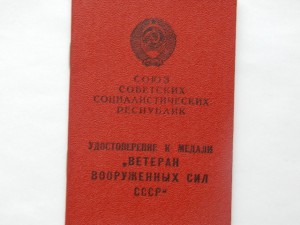 СОЮЗ
СОВЕТСКИХ
СОЦИАЛИСТИЧЕСКИХ
РЕСПУБЛИК
УДОСТОВЕРЕНИЕ К МЕДАЛИ
„ВЕТЕРАН
ВООРУЖЕННЫХ СИЛ
СССР“